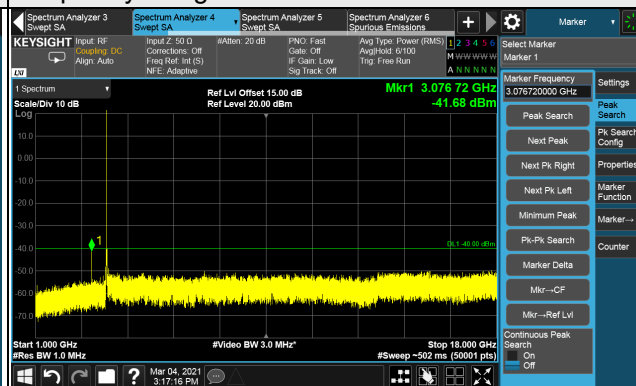 Spectrum Analyzer 3
Swept SA
Spectrum Analyzer 4
Swept SA
Spectrum Analyzer 5
Swept SA
Spectrum Analyzer 6
Spurious Emissions
+
Marker
KEYSIGHT
Input: RF
Coupling: DC
Align: Auto
Input Z: 50 Ω
Corrections: Off
Freq Ref: Int (S)
NFE: Adaptive
#Atten: 20 dB
PNO: Fast
Gate: Off
IF Gain: Low
Sig Track: Off
Avg Type: Power (RMS)
Avg|Hold: 6/100
Trig: Free Run
1 2 3 4 5 6
M W W W W W
A N N N N N
LXI
Select Marker
Marker 1
1 Spectrum
Scale/Div 10 dB
Ref Lvl Offset 15.00 dB
Ref Level 20.00 dBm
Mkr1 3.076 72 GHz
-41.68 dBm
Log
10.0
0.00
-10.0
-20.0
-30.0
-40.0
-50.0
-60.0
-70.0
1
DL1 -40.00 dBm
Start 1.000 GHz
#Res BW 1.0 MHz
#Video BW 3.0 MHz*
Stop 18.000 GHz
#Sweep ~502 ms (50001 pts)
Marker Frequency
3.076720000 GHz
Peak Search
Next Peak
Next Pk Right
Next Pk Left
Minimum Peak
Pk-Pk Search
Marker Delta
Mkr→CF
Mkr→Ref Lvl
Continuous Peak
Search
On
Off
Settings
Peak
Search
Pk Search
Config
Properties
Marker
Function
Marker→
Counter
?
Mar 04, 2021
3:17:16 PM